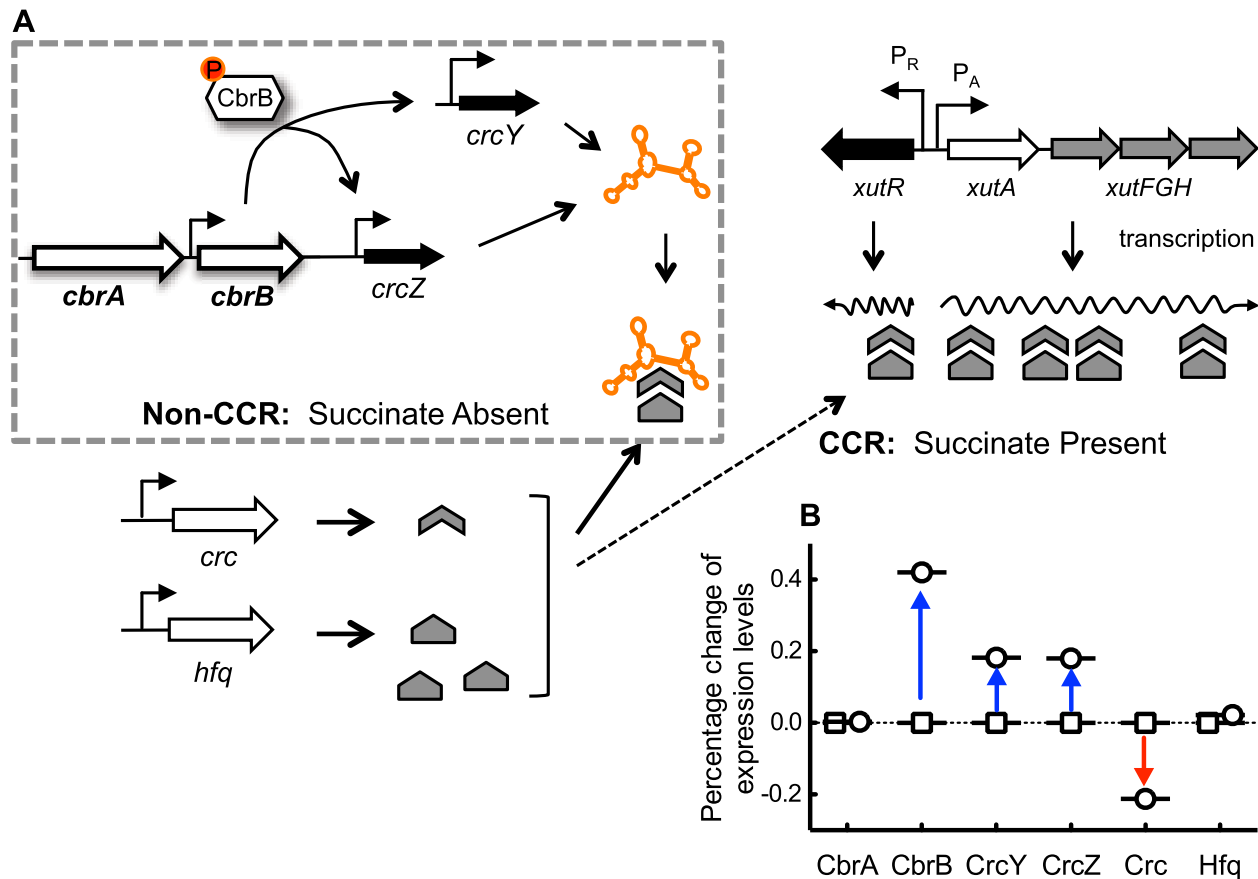 A
P
CbrB
crcY
cbrA
cbrB
crcZ
Non-CCR: Succinate Absent
crc
hfq
PR
PA
xutR
xutA
xutFGH
transcription
CCR: Succinate Present
B
Percentage change of
expression levels
0.4
0.2
0.0
-0.2
CbrA CbrB CrcY CrcZ Crc Hfq